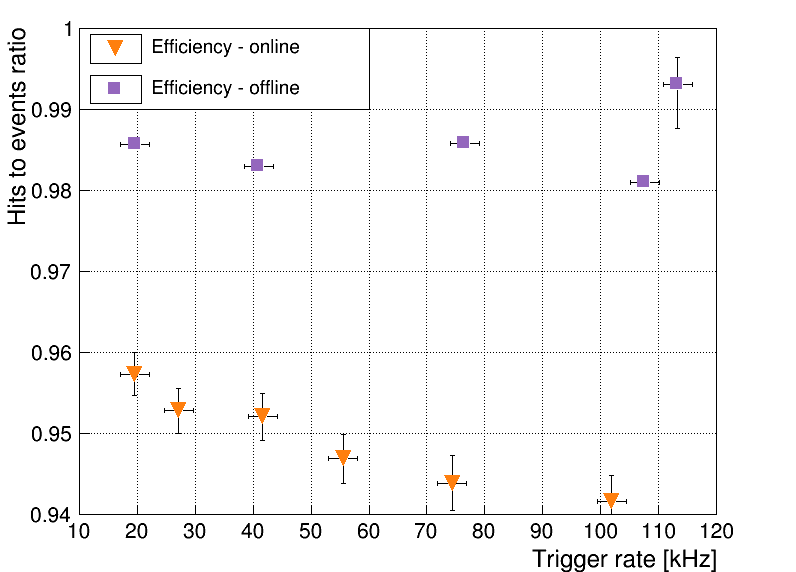 Hits to events ratio
Efficiency - online
Efficiency - offline
1
0.99
0.98
0.97
0.96
0.95
0.94
10 20 30 40 50 60 70 80 90 100 110 120
Trigger rate [kHz]